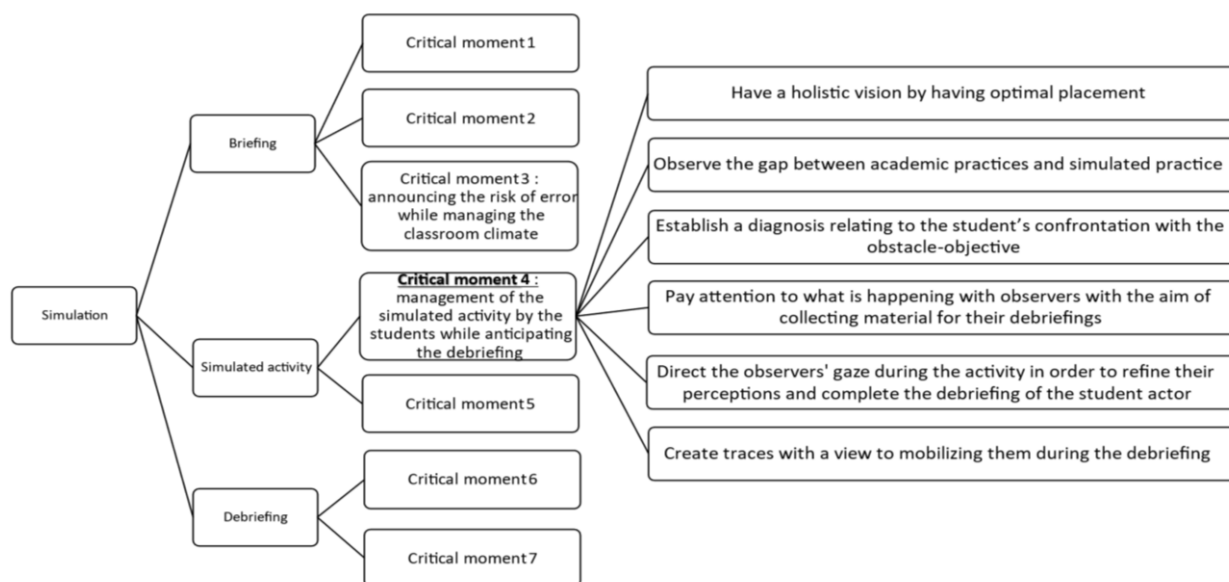 Simulation
Briefing
Simulated activity
Debriefing
Critical moment 1
Critical moment 2
Critical moment 3 :
announcing the risk of error
while managing the
classroom climate
Critical moment 4 :
management of the
simulated activity by the
students while anticipating
the debriefing
Critical moment 5
Critical moment 6
Critical moment 7
Have a holistic vision by having optimal placement
Observe the gap between academic practices and simulated practice
Establish a diagnosis relating to the student’s confrontation with the
obstacle-objective
Pay attention to what is happening with observers with the aim of
collecting material for their debriefings
Direct the observers' gaze during the activity in order to refine their
perceptions and complete the debriefing of the student actor
Create traces with a view to mobilizing them during the debriefing